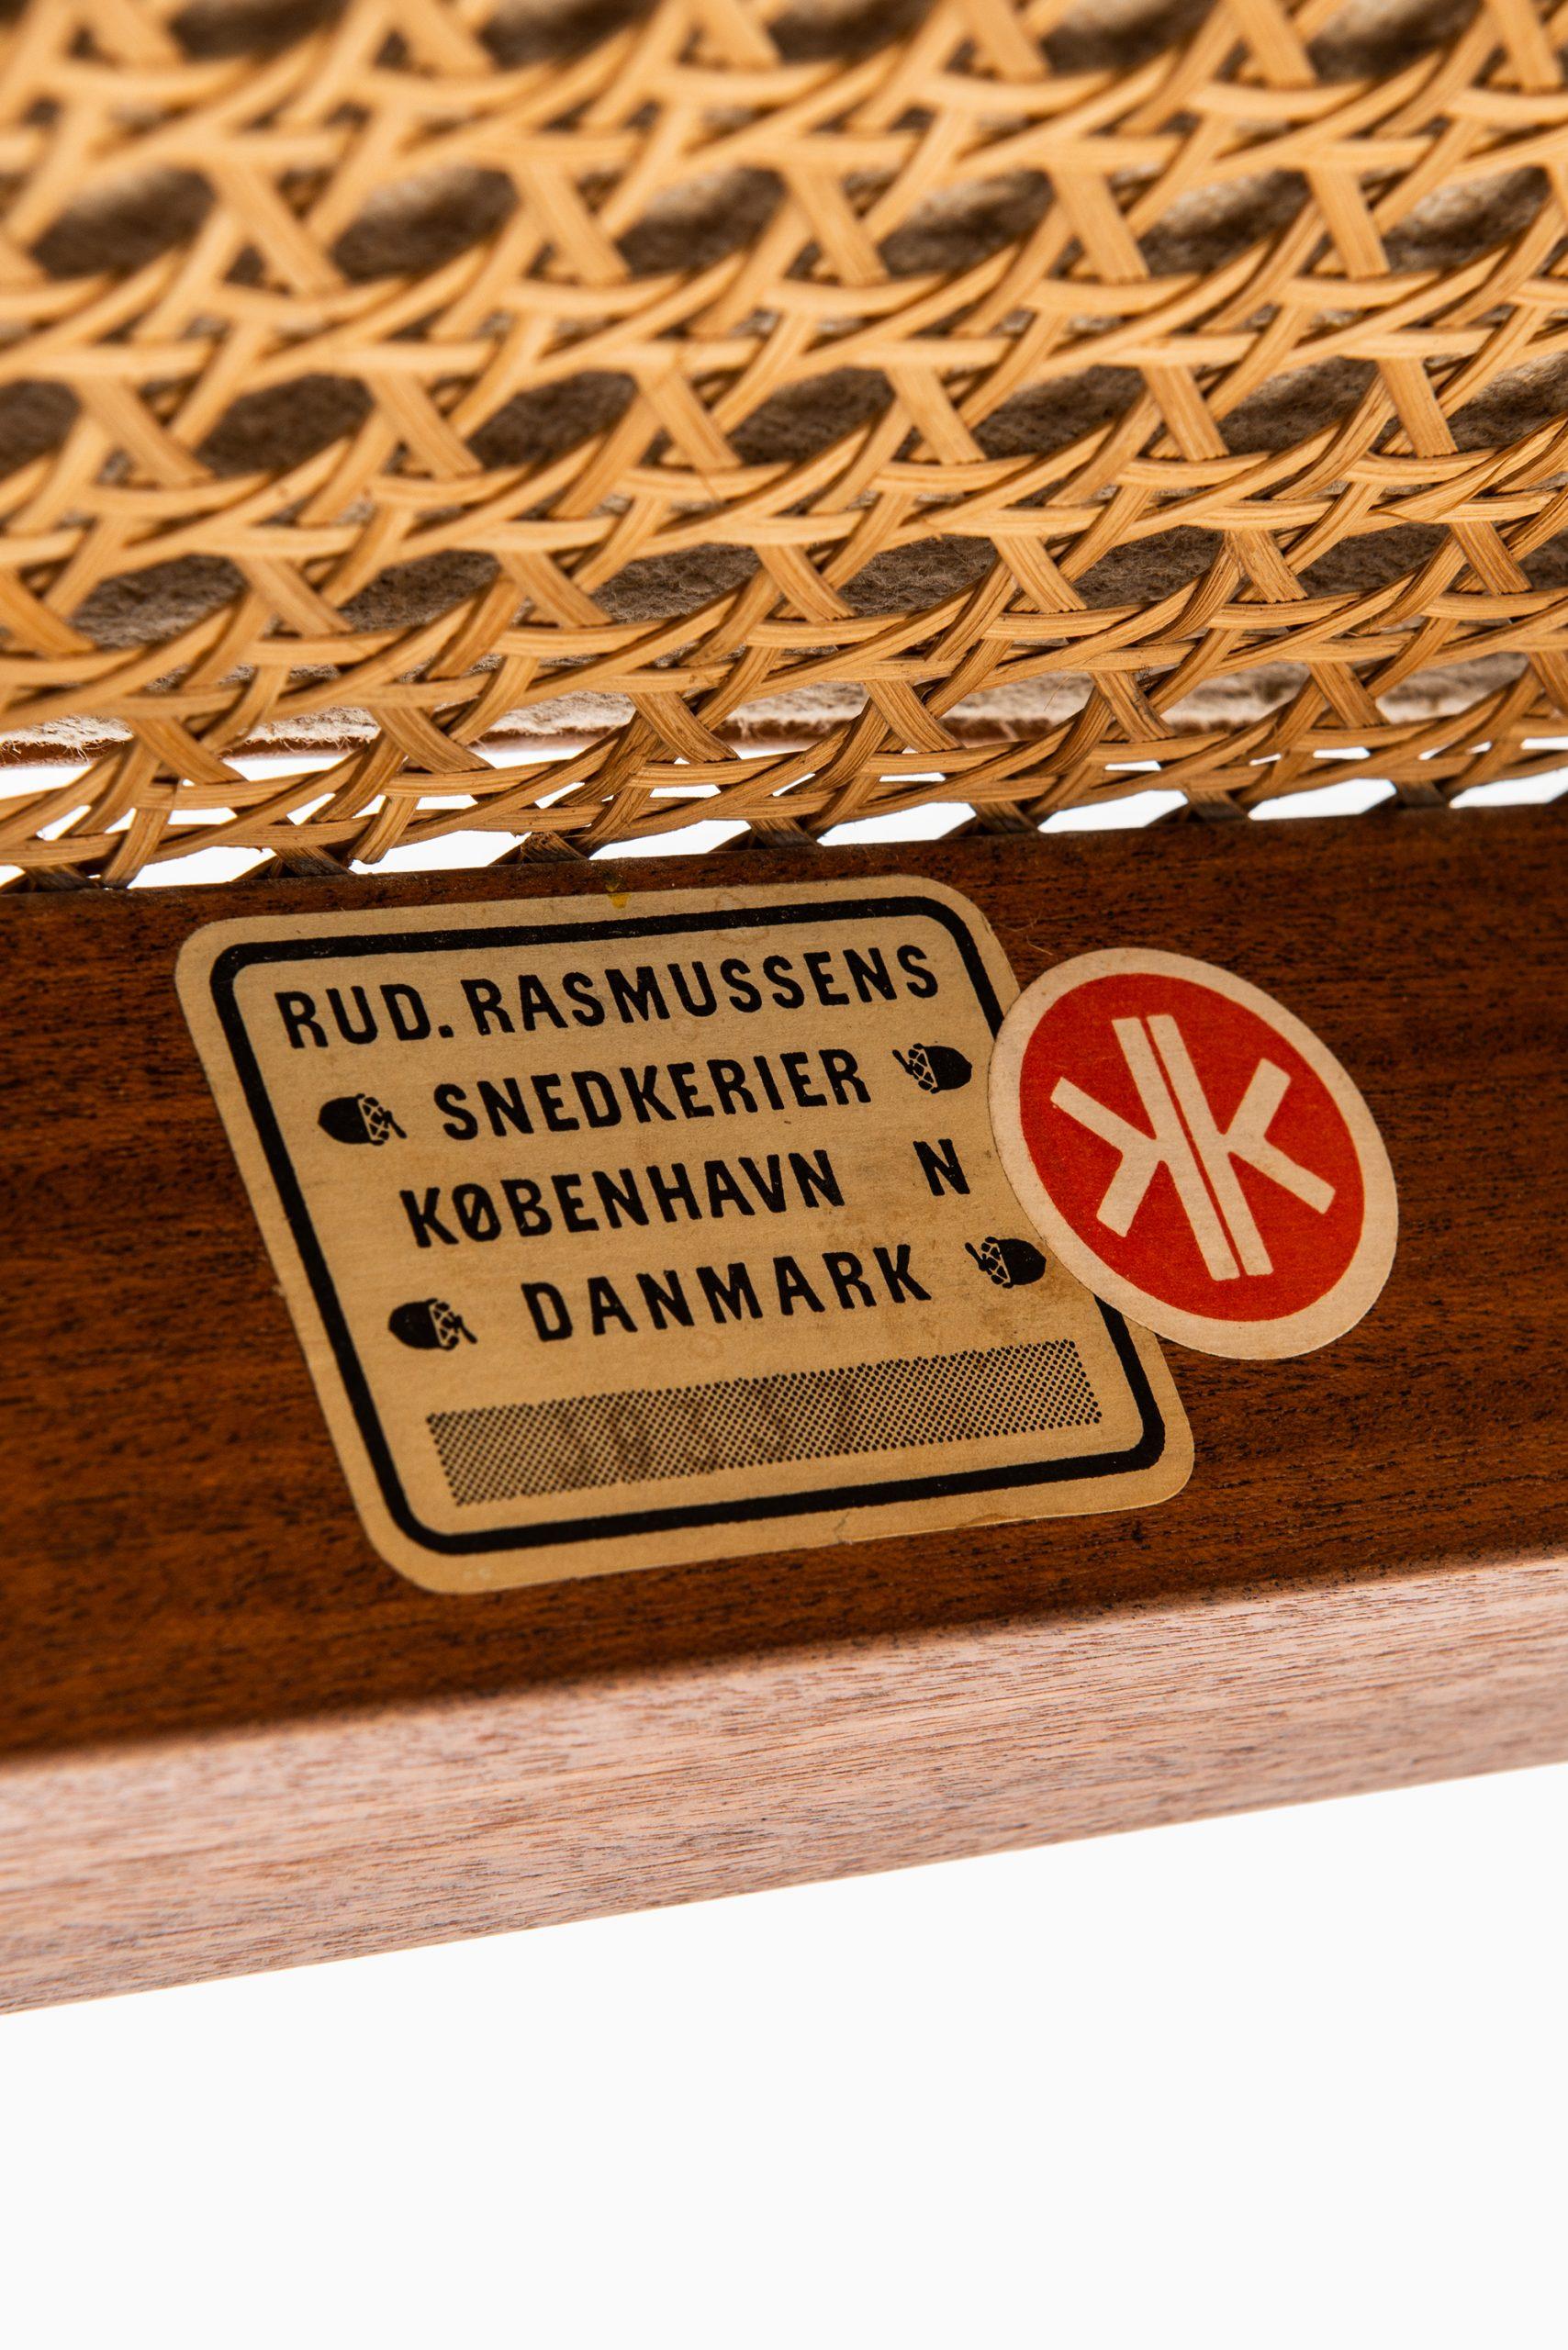 RUD. RASMUSSENS
SNEDKERIER
KØBENHAVN N
DANMARK